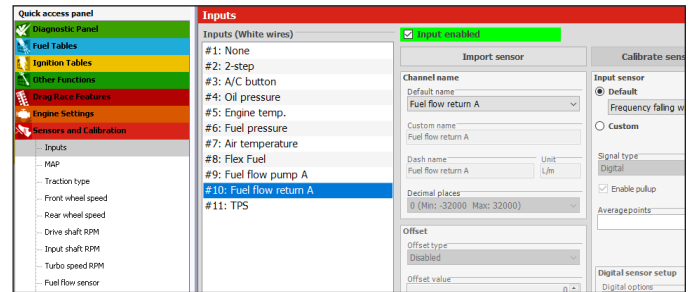 Quick access panel
Diagnostic Panel
Fuel Tables
Ignition Tables
Other Functions
Drag Race Features
Engine Settings
Sensors and Calibration
Inputs
MAP
Traction type
Front wheel speed
Rear wheel speed
Drive shaft RPM
Input shaft RPM
Turbo speed RPM
Fuel flow sensor
Inputs
Inputs (White wires)
#1: None
#2: 2-step
#3: A/C button
#4: Oil pressure
#5: Engine temp.
#6: Fuel pressure
#7: Air temperature
#8: Flex Fuel
#9: Fuel flow pump A
#10: Fuel flow return A
#11: TPS
Input enabled
Import sensor
Calibrate sens
Channel name
Default name
Fuel flow return A
Custom name
Fuel flow return A
Dash name Unit
Fuel flow return A L/m
Decimal places
0 (Min: -32000 Max: 32000)
Offset
Offset type
Disabled
Offset value
0
Input sensor
Default
Frequency falling w
Custom
Signal type
Digital
Enable pullup
Averagepoints
Digital sensor setup
Digital options